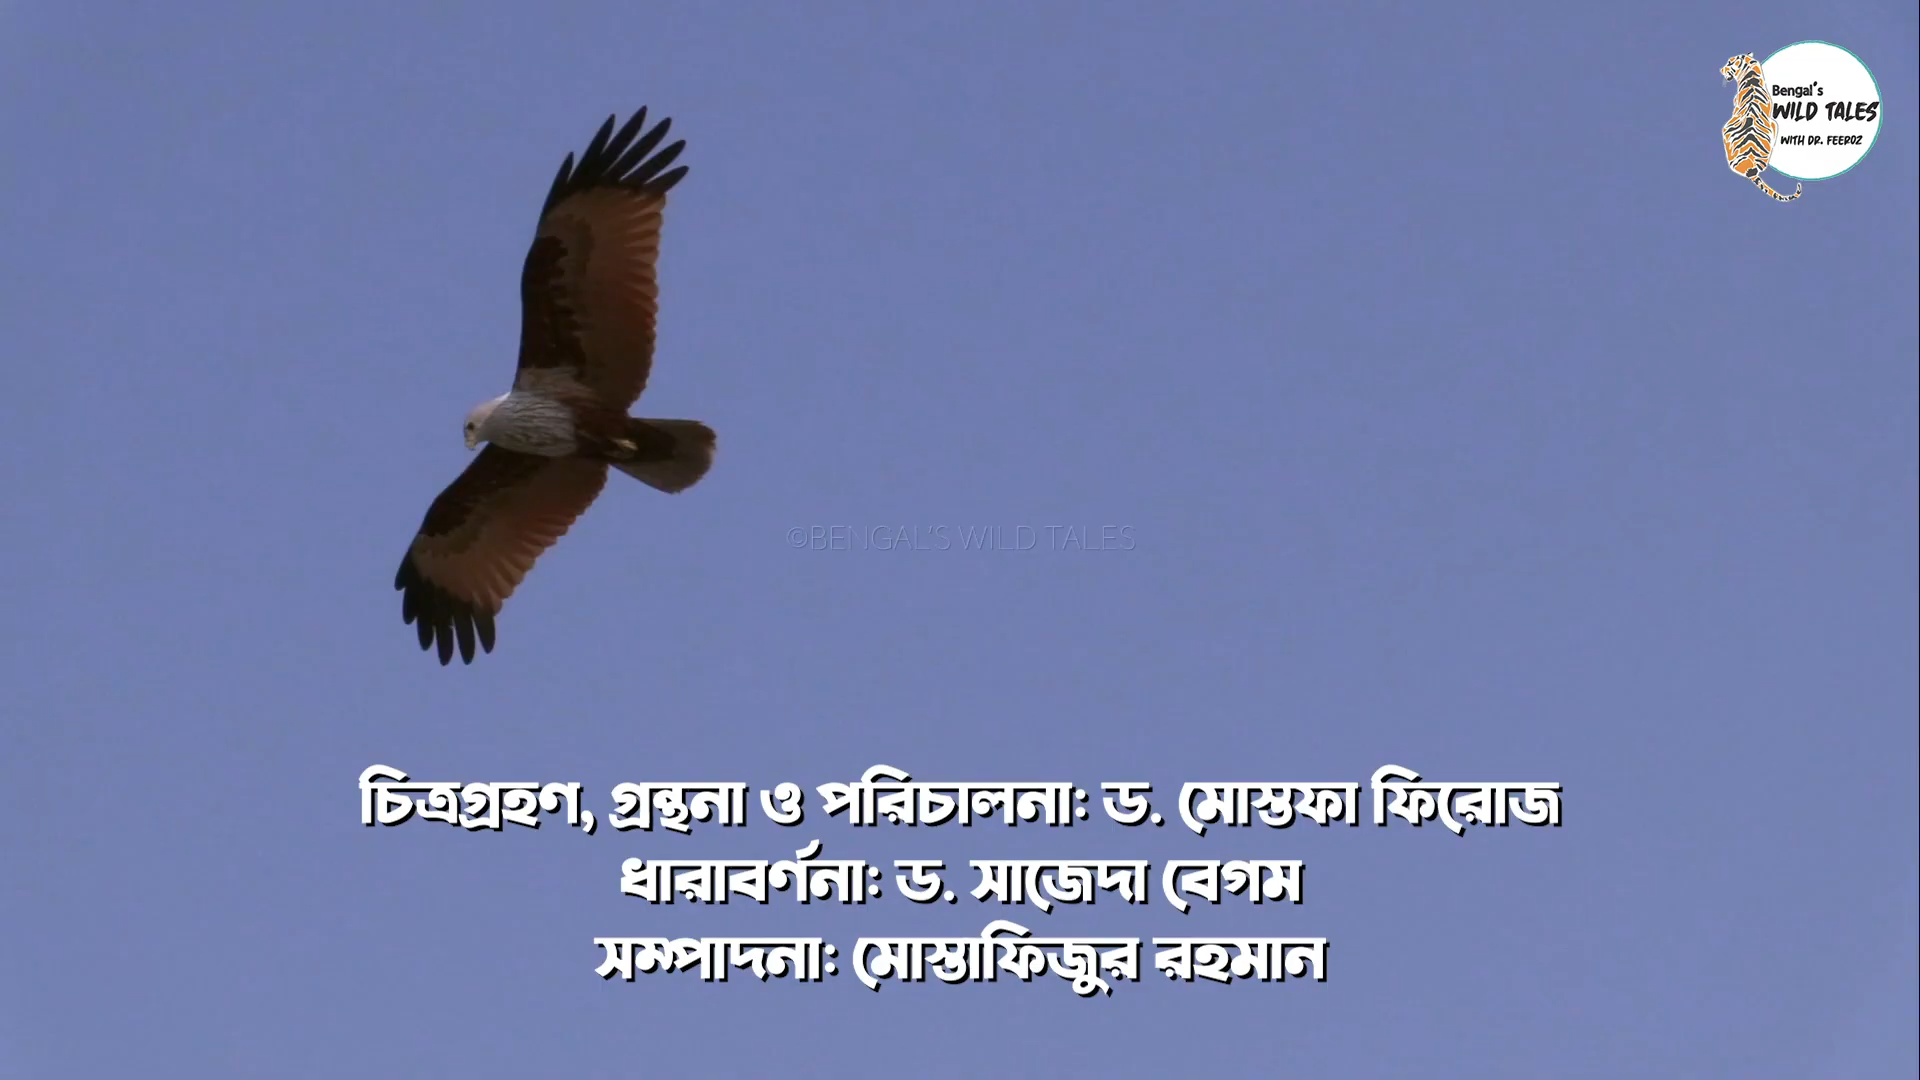 Bengal's
WILD TALES
WITH DR. FEEROZ
©BENGAL'S WILD TALES
চিত্রগ্রহণ, গ্রন্থনা ও পরিচালনা: ড. মোস্তফা ফিরোজ
ধারাবর্ণনা: ড. সাজেদা বেগম
সম্পাদনা: মোস্তাফিজুর রহমান